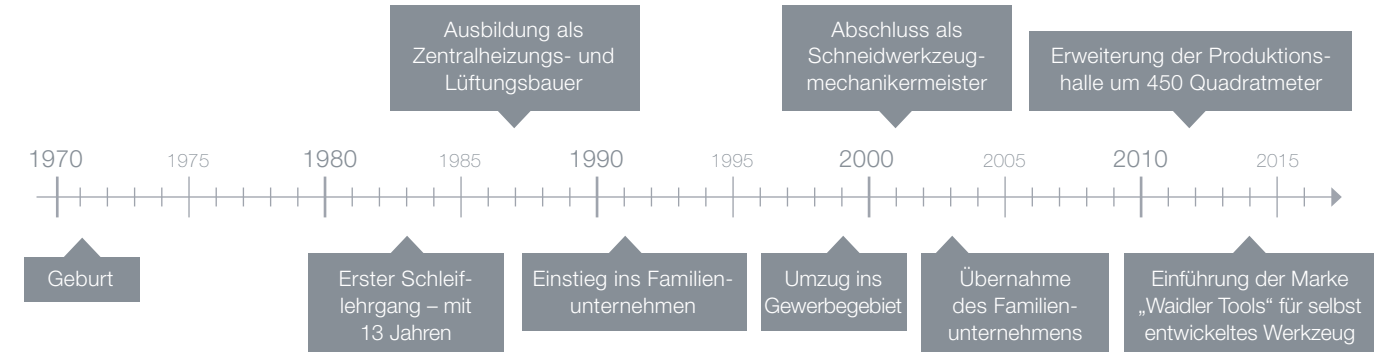 Ausbildung als
Zentralheizungs- und
Lüftungsbauer
Abschluss als
Schneidwerkzeug-
mechanikermeister
Erweiterung der Produktions-
halle um 450 Quadratmeter
1970 1975 1980 1985 1990 1995 2000 2005 2010 2015
Geburt
Erster Schleif-
lehrgang – mit
13 Jahren
Einstieg ins Familien-
unternehmen
Umzug ins
Gewerbegebiet
Übernahme
des Familien-
unternehmens
Einführung der Marke
„Waidler Tools“ für selbst
entwickeltes Werkzeug